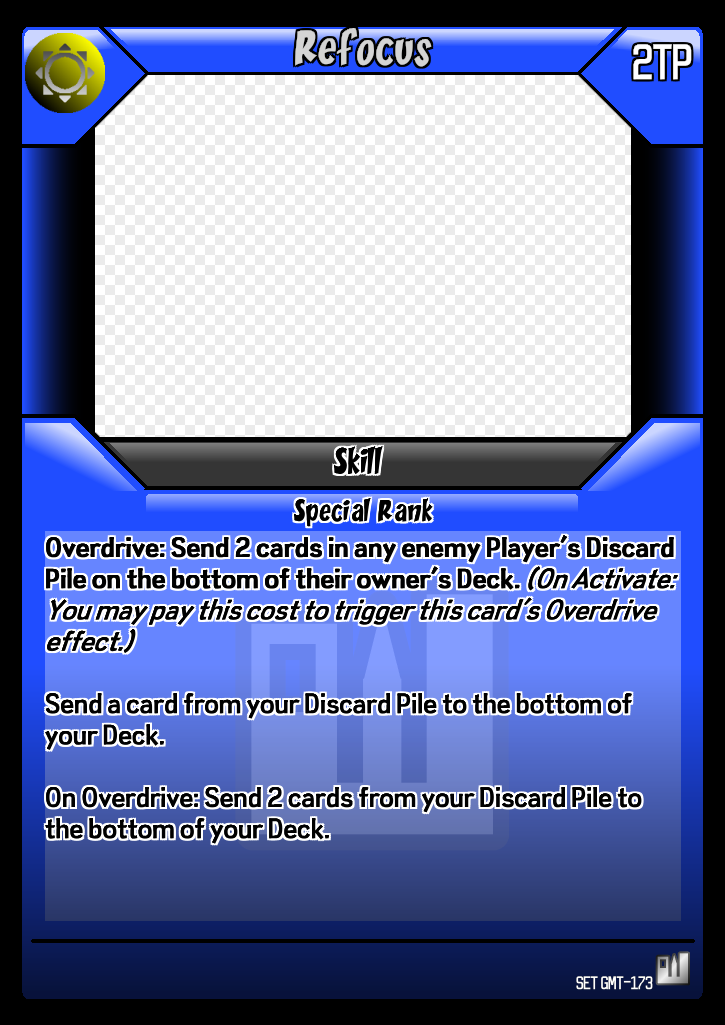 Refocus
2TP
Skill
Special Rank
Overdrive: Send 2 cards in any enemy Player's Discard
Pile on the bottom of their owner's Deck. (On Activate:
You may pay this cost to trigger this card's Overdrive
effect.)
Send a card from your Discard Pile to the bottom of
your Deck.
On Overdrive: Send 2 cards from your Discard Pile to
the bottom of your Deck.
SET GMT-173